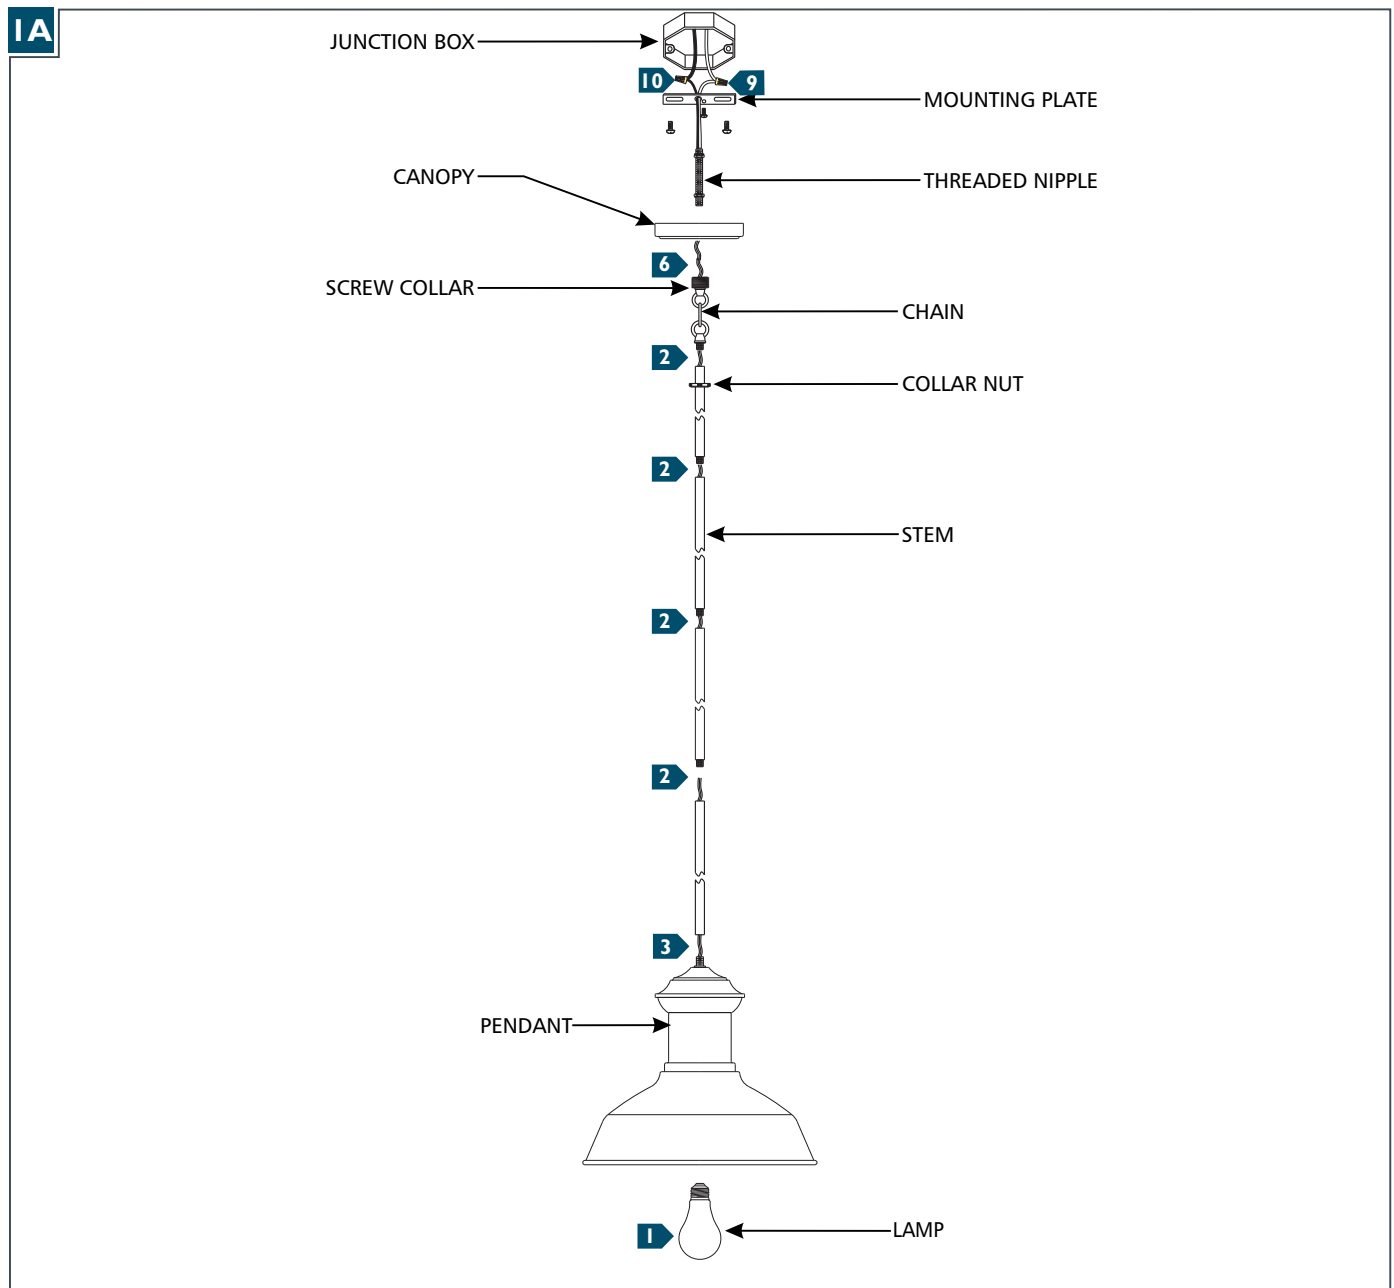 1A
JUNCTION BOX
10
9
MOUNTING PLATE
CANOPY
THREADED NIPPLE
6
SCREW COLLAR
CHAIN
2
COLLAR NUT
2
STEM
2
2
3
PENDANT
1
LAMP